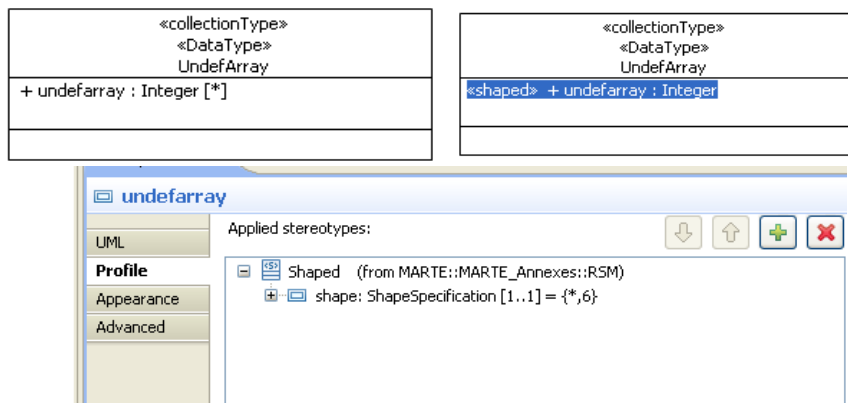 «collectionType»
«DataType»
UndefArray
+ undefarray : Integer [*]
«collectionType»
«DataType»
UndefArray
«shaped» + undefarray : Integer
undefarray
UML
Profile
Appearance
Advanced
Applied stereotypes:
Shaped (from MARTE::MARTE_Annexes::RSM)
shape: ShapeSpecification [1..1] = {*,6}